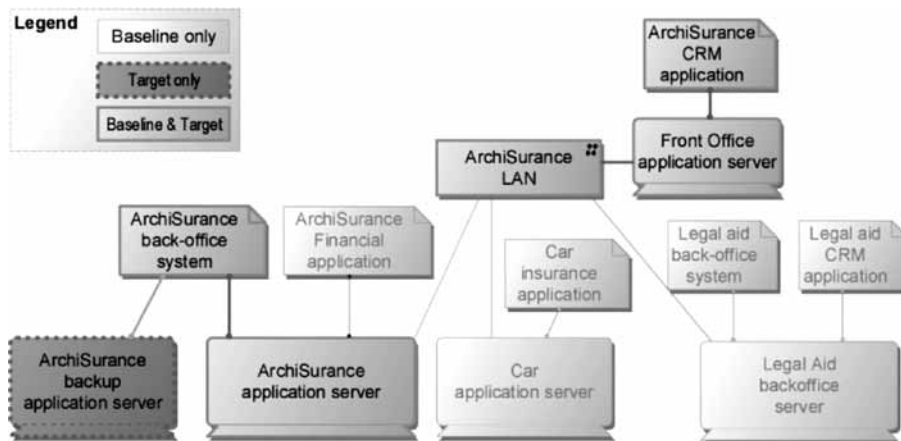 Legend
Baseline only
Target only
Baseline & Target
ArchiSurance
CRM
application
Front Office
application server
ArchiSurance
LAN
ArchiSurance
back-office
system
ArchiSurance
Financial
application
Car
insurance
application
Legal aid
back-office
system
Legal aid
CRM
application
ArchiSurance
backup
application server
ArchiSurance
application server
Car
application server
Legal Aid
backoffice
server